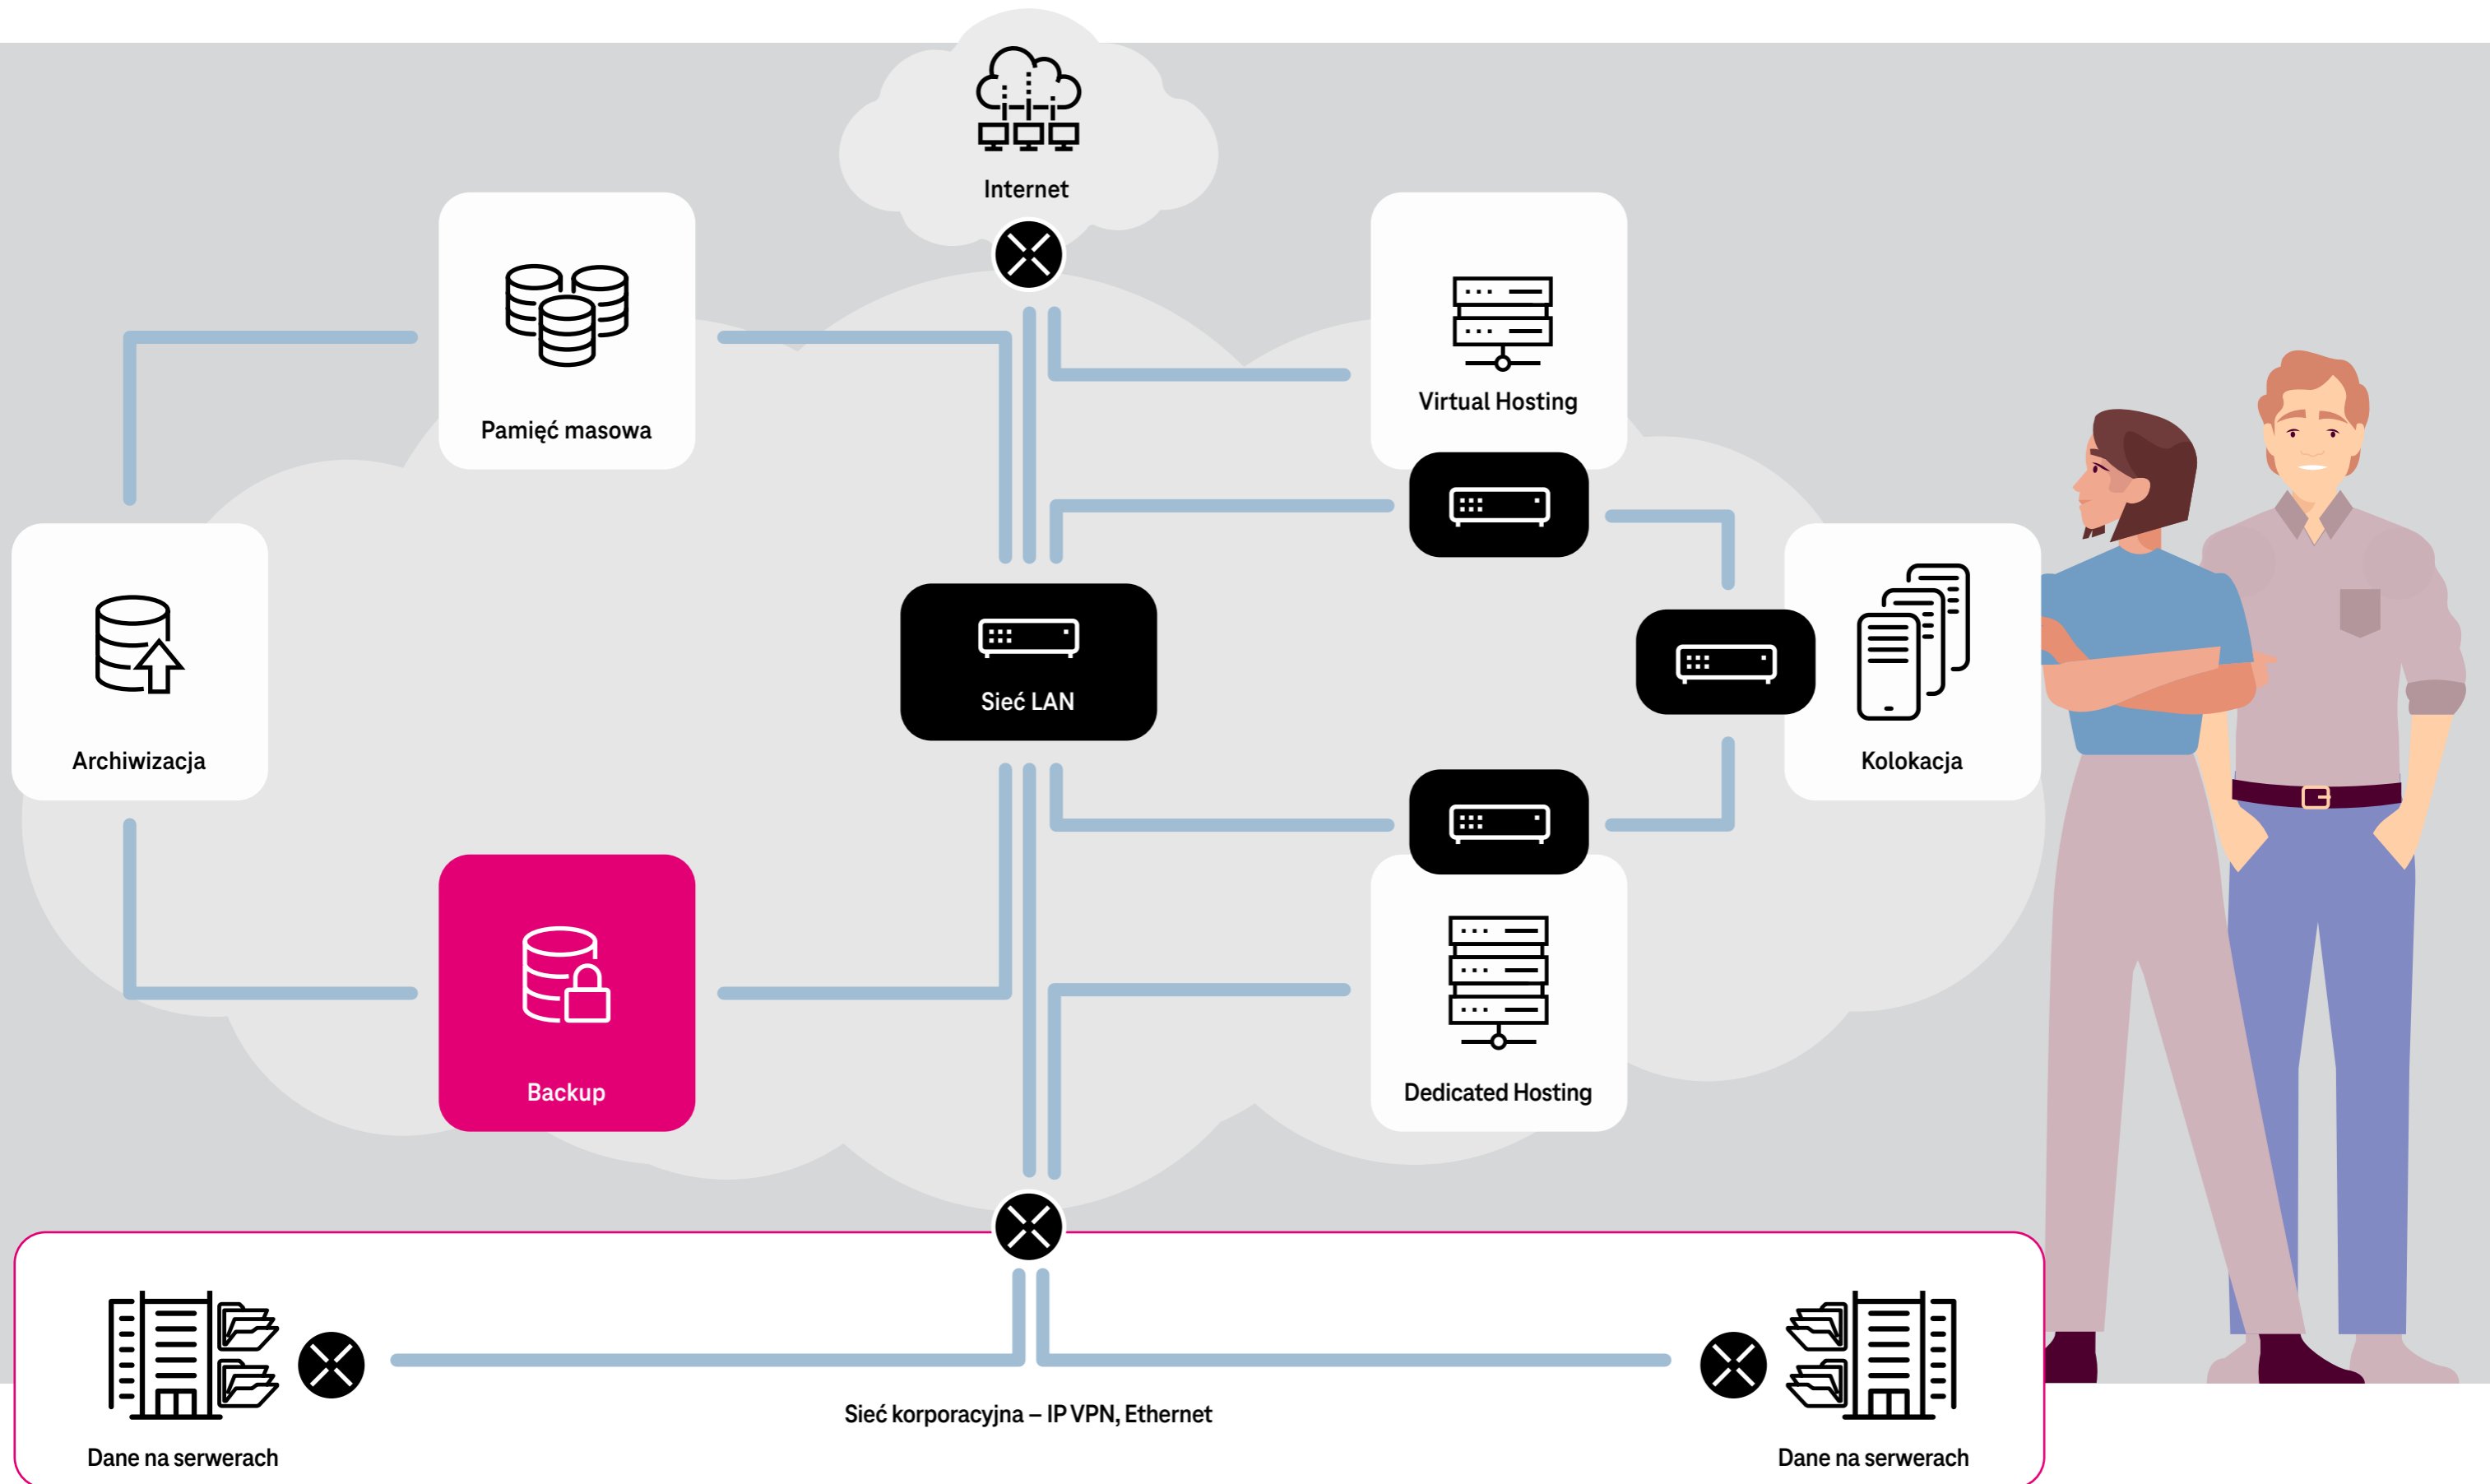 Internet
Pamięć masowa
Virtual Hosting
Sieć LAN
Archiwizacja
Kolokacja
Backup
Dedicated Hosting
Sieć korporacyjna – IP VPN, Ethernet
Dane na serwerach
Dane na serwerach